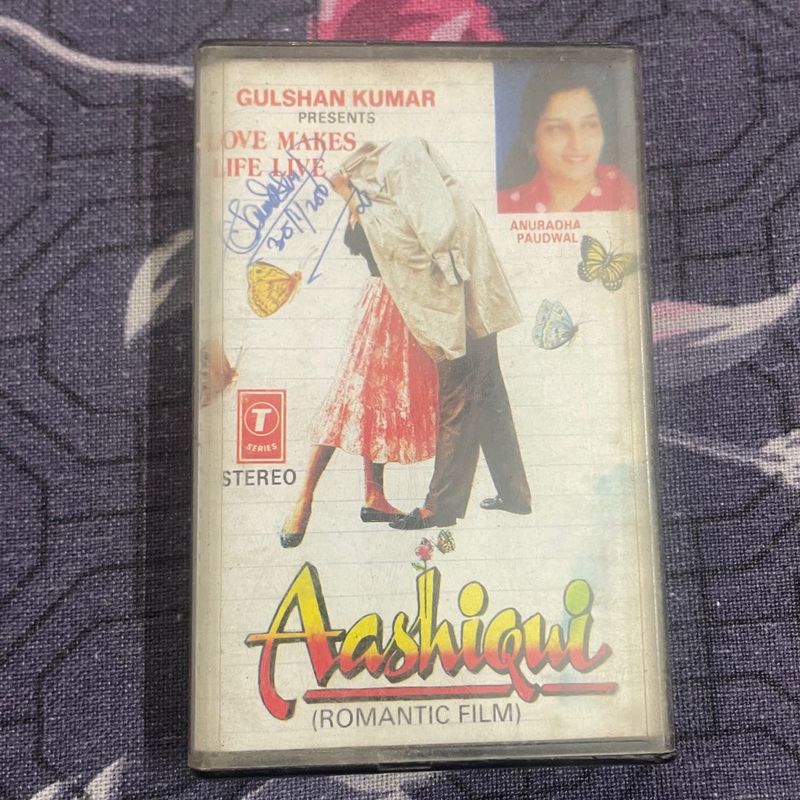 GULSHAN KUMAR
PRESENTS
LOVE MAKES
LIFE LIVE
ANURADHA
PAUDWAL
T
SERIES
STEREO
Aashiqui
(ROMANTIC FILM)